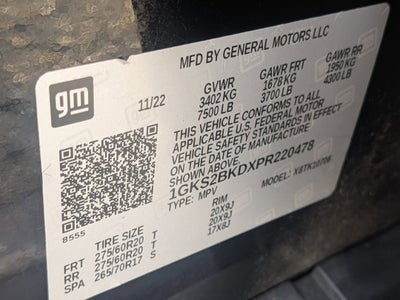 MFD BY GENERAL MOTORS LLC
gm
11/22
GVWR GAWR FRT GAWR RR
3402 KG 1678 KG 1950 KG
7500 LB 3700 LB 4300 LB
THIS VEHICLE CONFORMS TO ALL
APPLICABLE U.S. FEDERAL MOTOR
VEHICLE SAFETY STANDARDS IN EFFECT
ON THE DATE OF MANUFACTURE
SHOWN ABOVE
1GKS2BKDXPR220478
TYPE: MPV MODEL: X8TK10706
8555
TIRE SIZE RIM
FRT 275/60R20 T 20X9J
RR 275/60R20 T 20X9J
SPA 265/70R17 S 17X8J